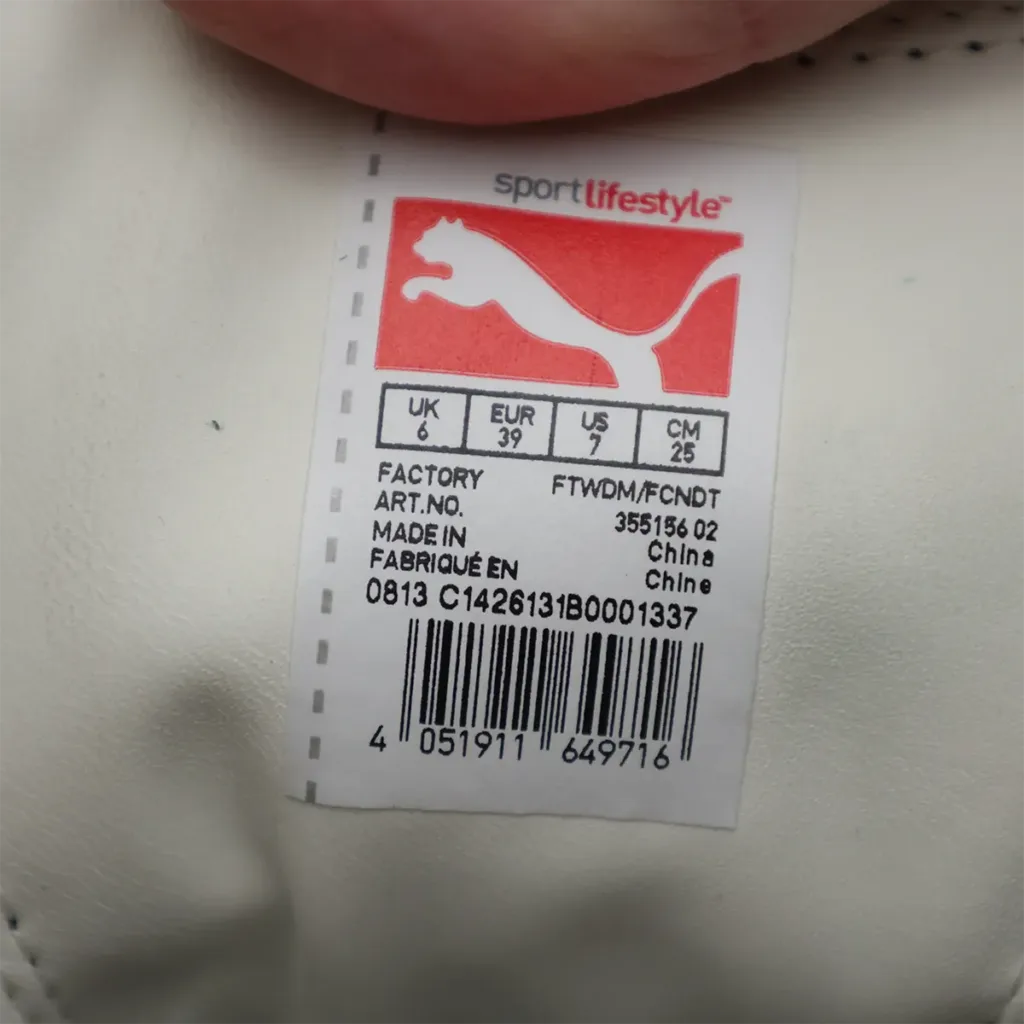 sportlifestyle™
UK EUR US CM
6 39 7 25
FACTORY FTWDM/FCNDT
ART.NO. 355156 02
MADE IN China
FABRIQUÉ EN Chine
0813 C1426131B0001337
4 051911 649716